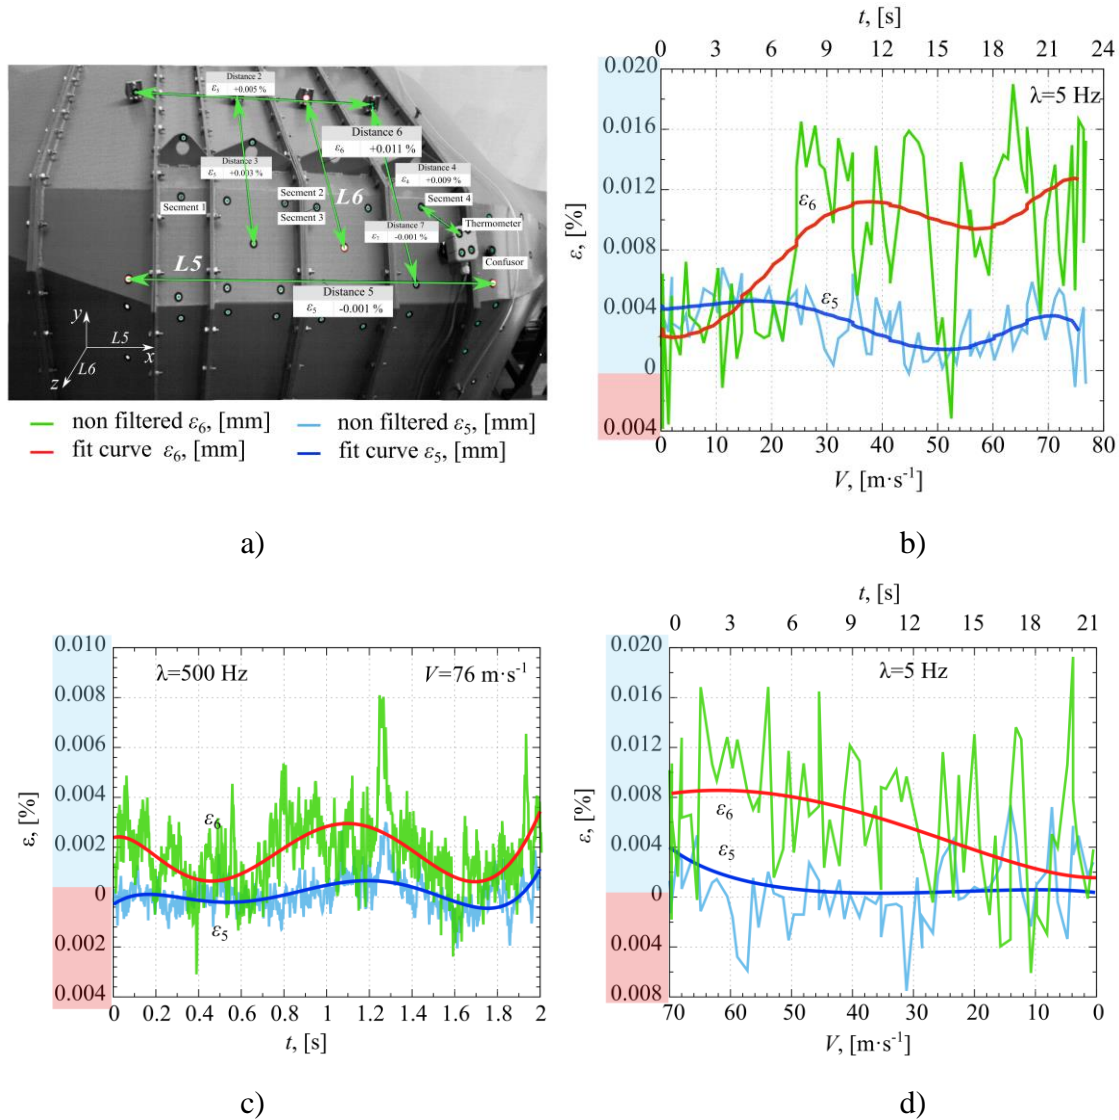 Distance 2
ε₅ +0.005 %
Distance 6
ε₆ +0.011 %
Distance 3
ε₅ +0.003 %
Distance 4
ε₆ +0.009 %
L6
Secment 1
Secment 2
Secment 3
Secment 4
Thermometer
Distance 7
-0.001 %
Confusor
L5
Distance 5
ε₅ -0.001 %
y
L5
x
z
L6
non filtered ε₆, [mm]
non filtered ε₅, [mm]
fit curve ε₆, [mm]
fit curve ε₅, [mm]
a)
t, [s]
0 3 6 9 12 15 18 21 24
0.020
0.016
0.012
0.008
0.004
0
0.004
ε, [%]
λ=5 Hz
ε₆
ε₅
0 10 20 30 40 50 60 70 80
V, [m·s⁻¹]
b)
0.010
0.008
0.006
0.004
0.002
0
0.002
0.004
ε, [%]
λ=500 Hz
V=76 m·s⁻¹
ε₆
ε₅
0 0.2 0.4 0.6 0.8 1 1.2 1.4 1.6 1.8 2
t, [s]
c)
t, [s]
0 3 6 9 12 15 18 21
0.020
0.016
0.012
0.008
0.004
0
0.004
0.008
ε, [%]
λ=5 Hz
ε₆
ε₅
70 60 50 40 30 20 10 0
V, [m·s⁻¹]
d)